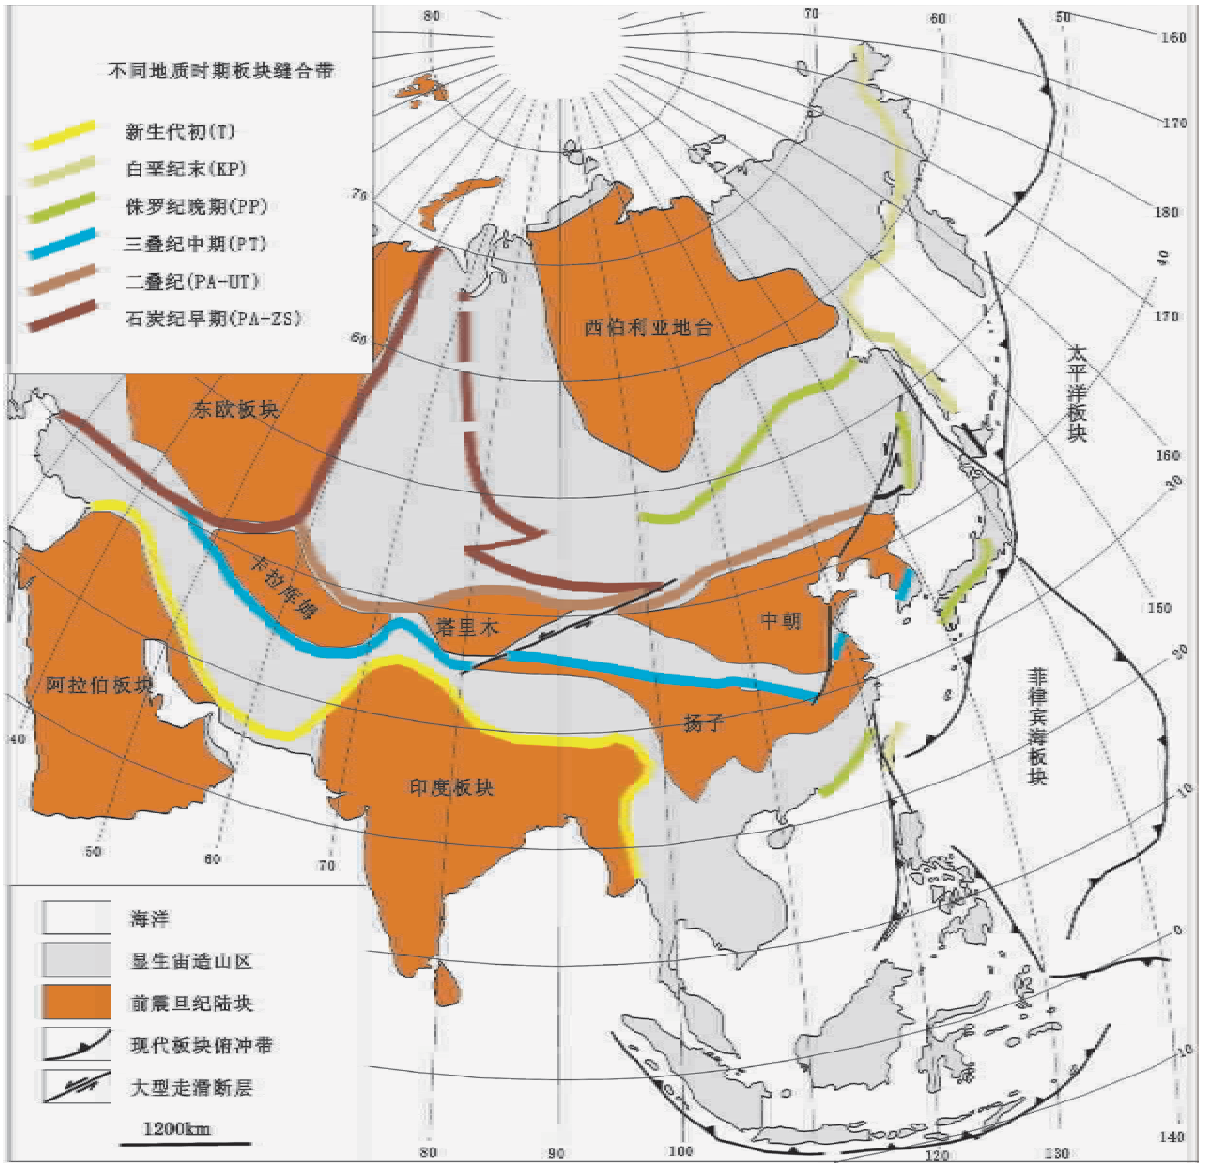 不同地质时期板块缝合带
新生代初(T)
白垩纪末(KP)
侏罗纪晚期(PP)
三叠纪中期(PT)
二叠纪(PA-UT)
石炭纪早期(PA-ZS)
80
70
60
50
160
170
180
40
170
160
30
150
20
10
0
10
140
130
120
100
90
80
70
60
50
40
70
60
西伯利亚地台
东欧板块
卡拉库姆
塔里木
中朝
扬子
阿拉伯板块
印度板块
太平洋板块
菲律宾海板块
海洋
显生宙造山区
前震旦纪陆块
现代板块俯冲带
大型走滑断层
1200km